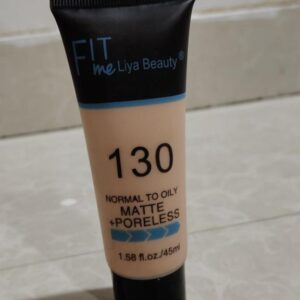 FIT
me Liya Beauty®
130
NORMAL TO OILY
MATTE
+PORELESS
1.58 fl.oz./45ml